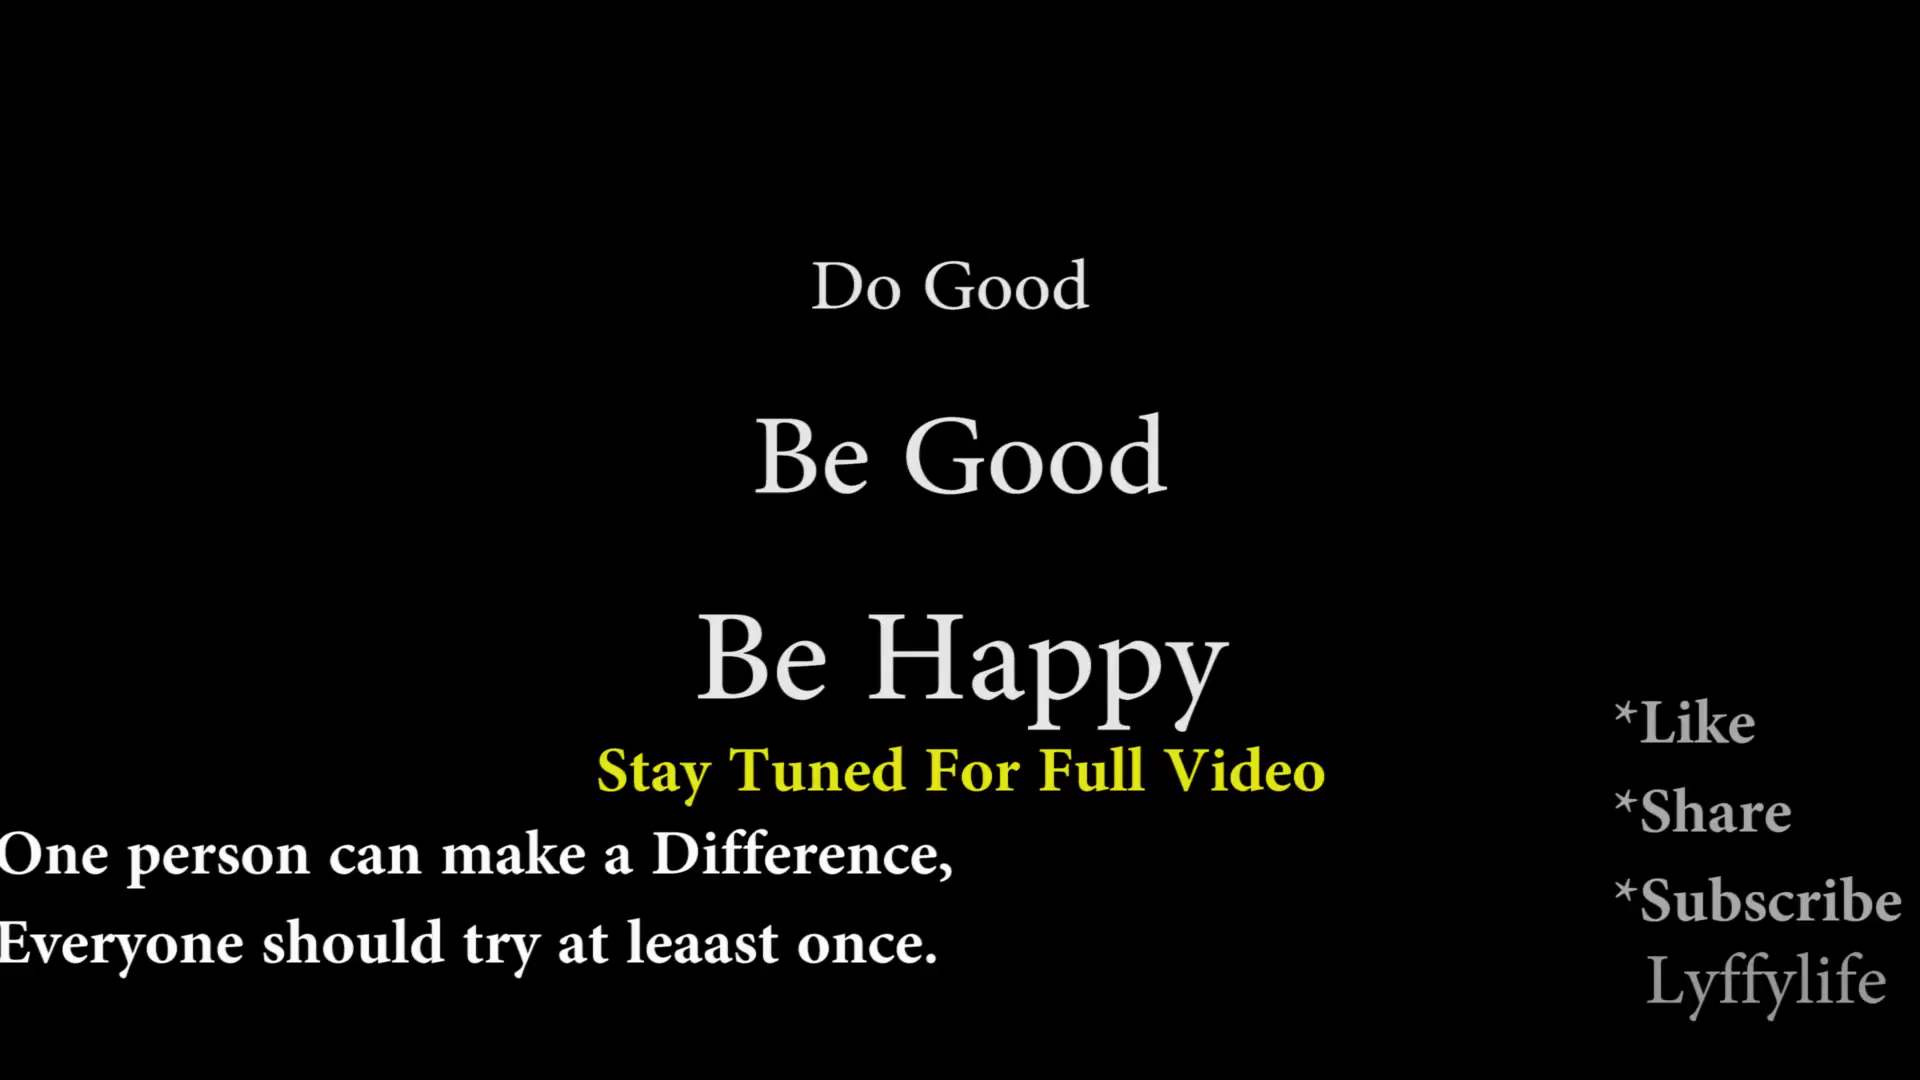 Do Good
Be Good
Be Happy
Stay Tuned For Full Video
One person can make a Difference,
Everyone should try at leaast once.
*Like
*Share
*Subscribe
Lyffylife